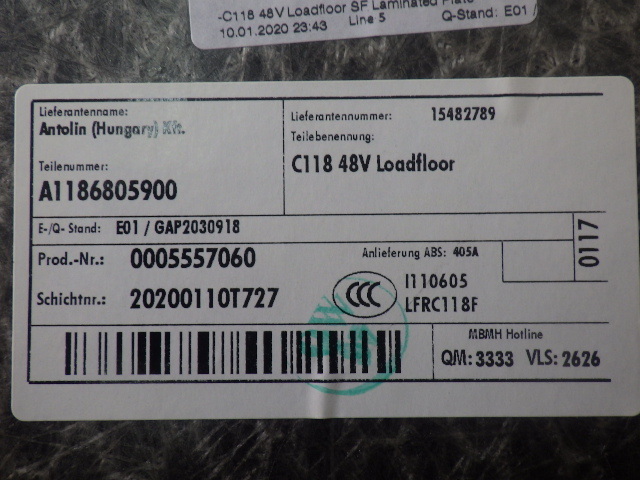 -C118 48V Loadfloor SF Laminated Plate
10.01.2020 23:43 Line 5 Q-Stand: E01 /
Lieferantenname:
Antolin (Hungary) Kft.
Lieferantennummer: 15482789
Teilebenennung:
C118 48V Loadfloor
Teilenummer:
A1186805900
E-/Q- Stand: E01 / GAP2030918
0117
Prod.-Nr.: 0005557060
Anlieferung ABS: 405A
Schichtnr.: 20200110T727
CCC
I110605
LFRC118F
MBMH Hotline
QM: 3333 VLS: 2626